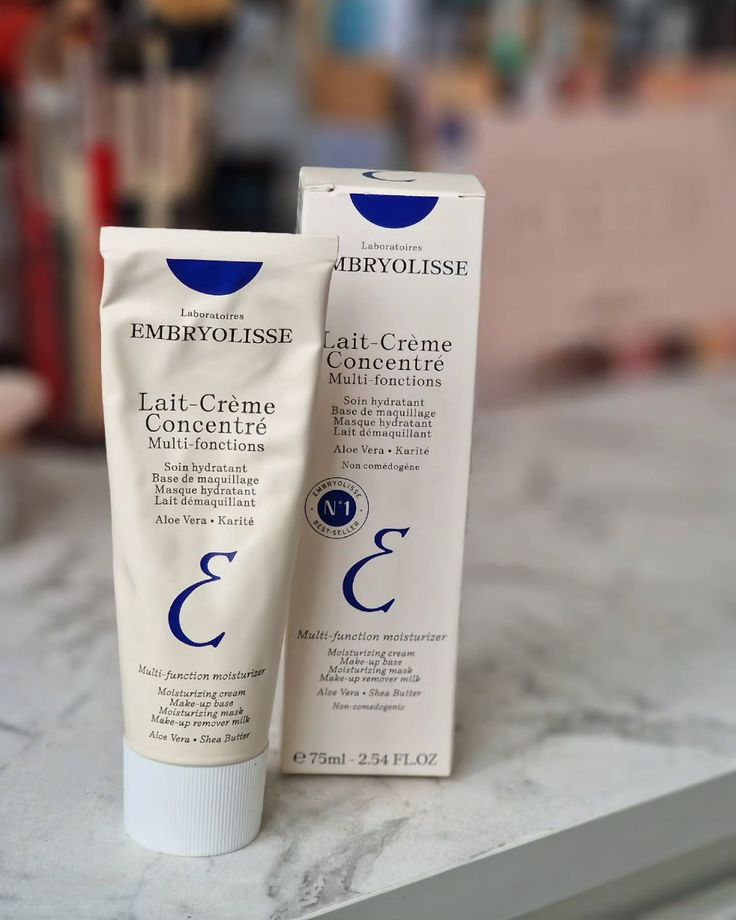 Laboratoires
EMBRYOLISSE
Lait-Crème
Concentré
Multi-fonctions
Soin hydratant
Base de maquillage
Masque hydratant
Lait démaquillant
Aloe Vera • Karité
Multi-function moisturizer
Moisturizing cream
Make-up base
Moisturizing mask
Make-up remover milk
Aloe Vera • Shea Butter
Laboratoires
MBRYOLISSE
Lait-Crème
Concentré
Multi-fonctions
Soin hydratant
Base de maquillage
Masque hydratant
Lait démaquillant
Aloe Vera • Karité
Non comédogène
EMBRYOLISSE
N°1
BEST-SELLER
Multi-function moisturizer
Moisturizing cream
Make-up base
Moisturizing mask
Make-up remover milk
Aloe Vera • Shea Butter
Non-comedogenic
℮ 75ml - 2.54 FL.OZ